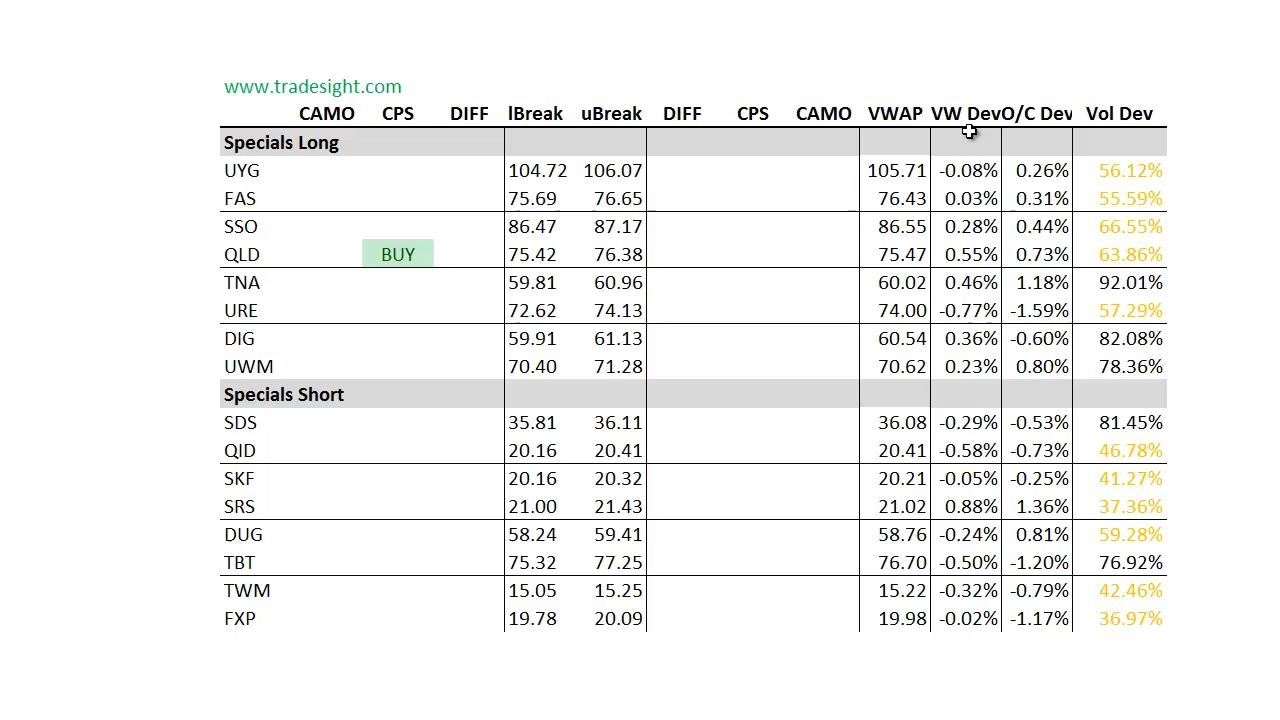 www.tradesight.com
CAMO CPS DIFF lBreak uBreak DIFF CPS CAMO VWAP VW Dev O/C Dev Vol Dev
Specials Long
UYG 104.72 106.07 105.71 -0.08% 0.26% 56.12%
FAS 75.69 76.65 76.43 0.03% 0.31% 55.59%
SSO 86.47 87.17 86.55 0.28% 0.44% 66.55%
QLD BUY 75.42 76.38 75.47 0.55% 0.73% 63.86%
TNA 59.81 60.96 60.02 0.46% 1.18% 92.01%
URE 72.62 74.13 74.00 -0.77% -1.59% 57.29%
DIG 59.91 61.13 60.54 0.36% -0.60% 82.08%
UWM 70.40 71.28 70.62 0.23% 0.80% 78.36%
Specials Short
SDS 35.81 36.11 36.08 -0.29% -0.53% 81.45%
QID 20.16 20.41 20.41 -0.58% -0.73% 46.78%
SKF 20.16 20.32 20.21 -0.05% -0.25% 41.27%
SRS 21.00 21.43 21.02 0.88% 1.36% 37.36%
DUG 58.24 59.41 58.76 -0.24% 0.81% 59.28%
TBT 75.32 77.25 76.70 -0.50% -1.20% 76.92%
TWM 15.05 15.25 15.22 -0.32% -0.79% 42.46%
FXP 19.78 20.09 19.98 -0.02% -1.17% 36.97%